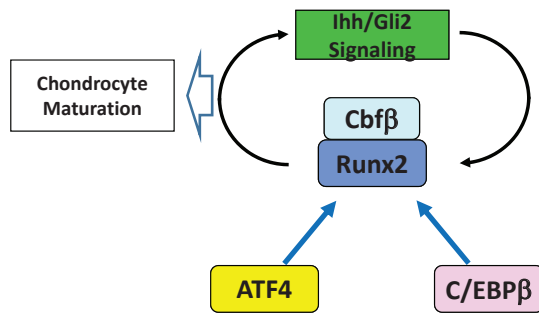 Ihh/Gli2
Signaling
Chondrocyte
Maturation
Cbfβ
Runx2
ATF4
C/EBPβ